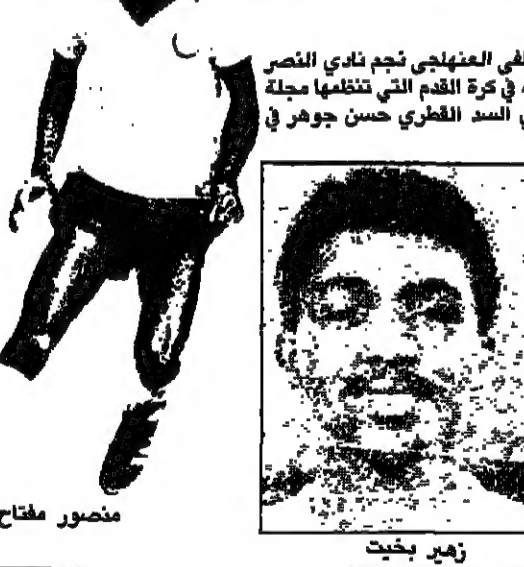 العنهلجي نجم نادي النصر
في كرة القدم التي تنظمها مجلة
السد القطري حسن جوهر في
منصور مفتاح
زهير بخيت